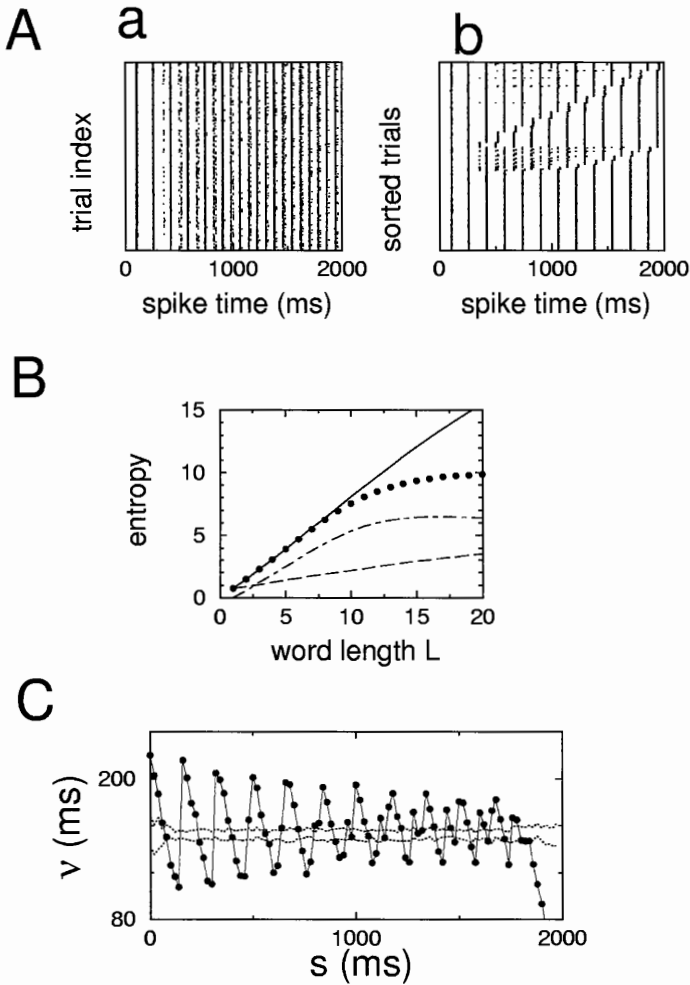 A
a
b
trial index
sorted trials
0
1000
2000
0
1000
2000
spike time (ms)
spike time (ms)
B
15
10
5
0
entropy
0
5
10
15
20
word length L
C
200
80
ν (ms)
0
1000
2000
s (ms)